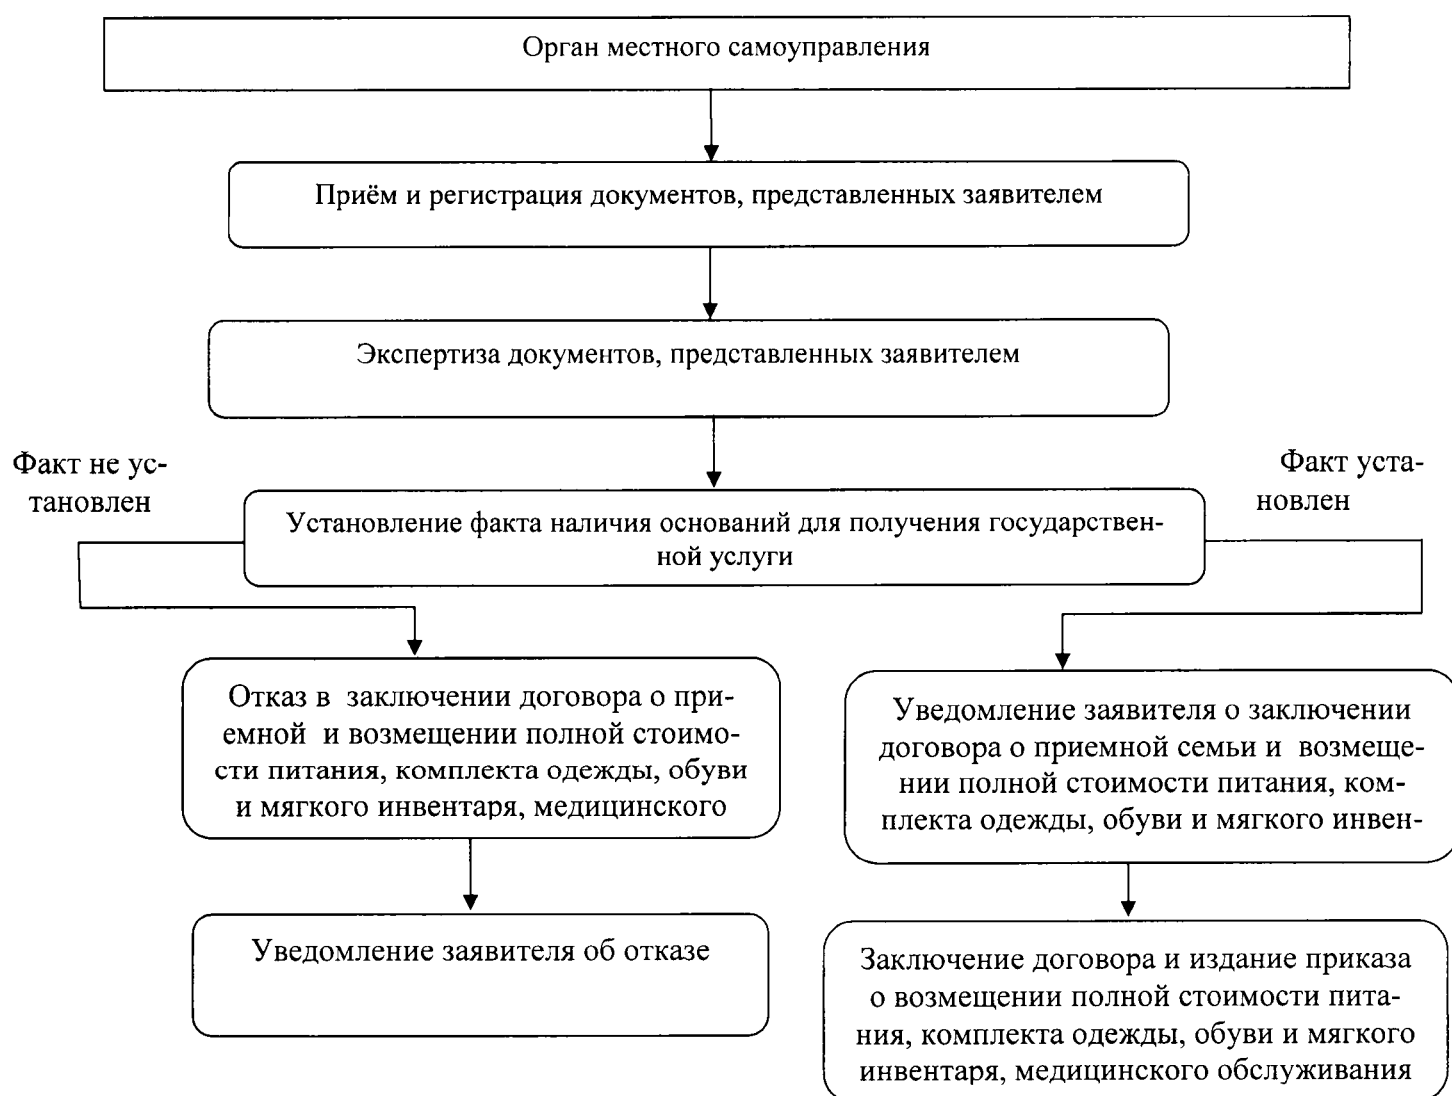 Орган местного самоуправления
Приём и регистрация документов, представленных заявителем
Экспертиза документов, представленных заявителем
Факт не ус-
тановлен
Факт уста-
новлен
Установление факта наличия оснований для получения государствен-
ной услуги
Отказ в заключении договора о при-
емной и возмещении полной стоимо-
сти питания, комплекта одежды, обуви
и мягкого инвентаря, медицинского
Уведомление заявителя о заключении
договора о приемной семьи и возмеще-
нии полной стоимости питания, ком-
плекта одежды, обуви и мягкого инвен-
Уведомление заявителя об отказе
Заключение договора и издание приказа
о возмещении полной стоимости пита-
ния, комплекта одежды, обуви и мягкого
инвентаря, медицинского обслуживания